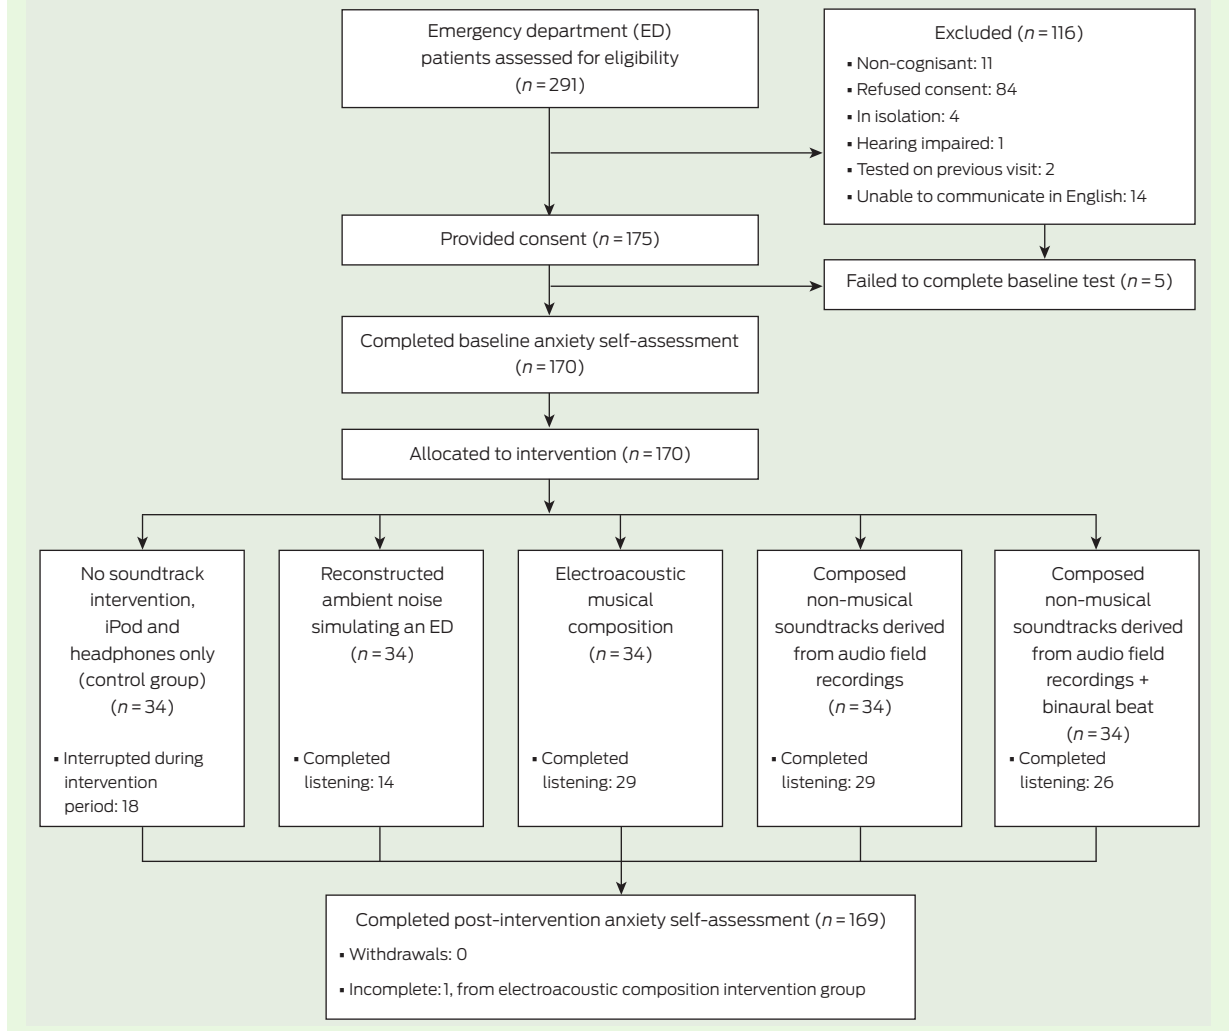 Emergency department (ED)
patients assessed for eligibility
(n = 291)
Excluded (n = 116)
▪ Non-cognisant: 11
▪ Refused consent: 84
▪ In isolation: 4
▪ Hearing impaired: 1
▪ Tested on previous visit: 2
▪ Unable to communicate in English: 14
Provided consent (n = 175)
Failed to complete baseline test (n = 5)
Completed baseline anxiety self-assessment
(n = 170)
Allocated to intervention (n = 170)
No soundtrack
intervention,
iPod and
headphones only
(control group)
(n = 34)
▪ Interrupted during
intervention
period: 18
Reconstructed
ambient noise
simulating an ED
(n = 34)
▪ Completed
listening: 14
Electroacoustic
musical
composition
(n = 34)
▪ Completed
listening: 29
Composed
non-musical
soundtracks derived
from audio field
recordings
(n = 34)
▪ Completed
listening: 29
Composed
non-musical
soundtracks derived
from audio field
recordings +
binaural beat
(n = 34)
▪ Completed
listening: 26
Completed post-intervention anxiety self-assessment (n = 169)
▪ Withdrawals: 0
▪ Incomplete: 1, from electroacoustic composition intervention group